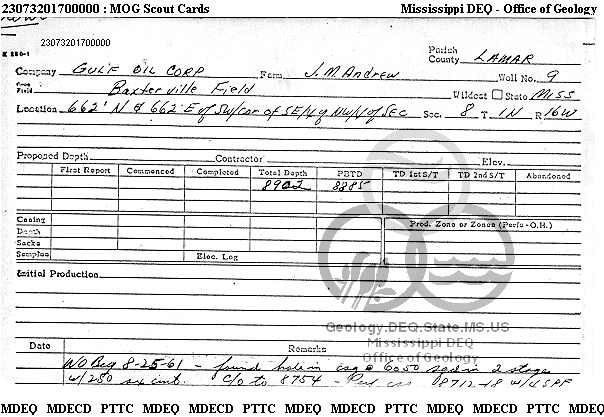 23073201700000 : MOG Scout Cards Mississippi DEQ - Office of Geology
23073201700000
Parish
County LAMAR
Company GULF OIL CORP Farm J.M. Andrew Well No. 9
Field Baxterville Field Wildcat State MISS
Location 662' N & 662' E of SW/cor of SE/4 of NW/4 of Sec Sec. 8 T. 1N R 16W
Proposed Depth Contractor Elev.
First Report Commenced Completed Total Depth PBTD TD 1st S/T TD 2nd S/T Abandoned
8902 8885
Casing Prod. Zone or Zones (Perfs - O.H.)
Depth
Sacks
Samples Elec. Log
Initial Production
Geology.DEQ.State.MS.US
Mississippi DEQ
Office of Geology
Date Remarks
WO Beg 8-25-61 - found hole in csg @ 6050 sqzd in 2 stages
w/250 sx cmt. C/O to 8754 - Perf csg 8712-18 w/4SPF
MDEQ MDECD PTTC MDEQ MDECD PTTC MDEQ MDECD PTTC MDEQ MDECD PTTC MDEQ